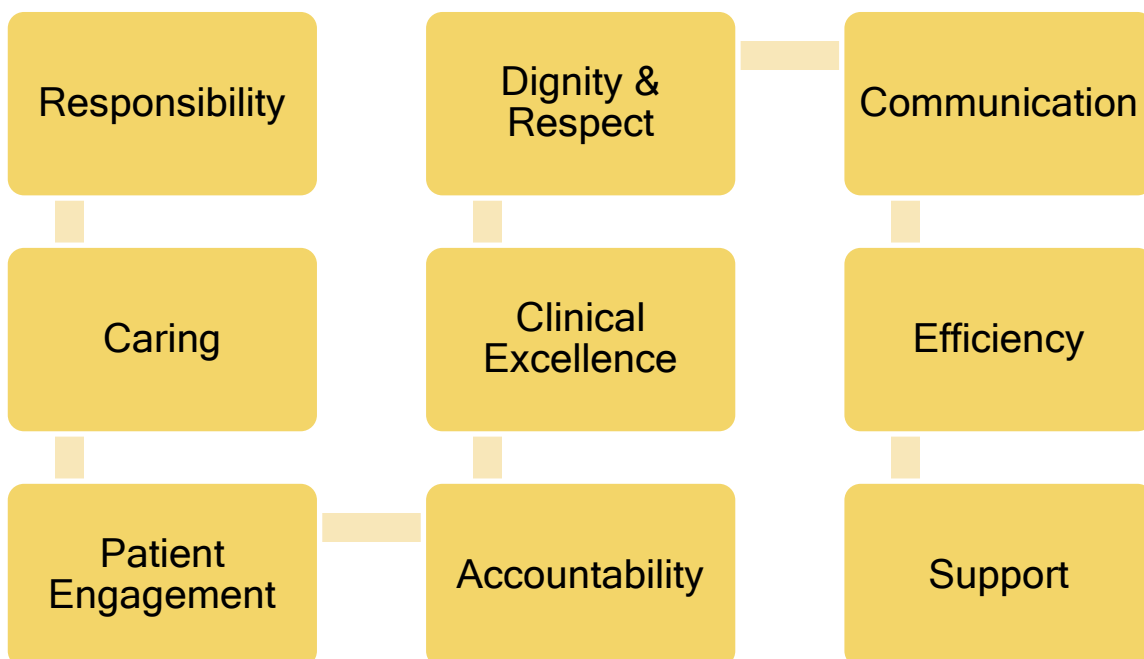 Responsibility
Caring
Patient
Engagement
Accountability
Clinical
Excellence
Dignity &
Respect
Communication
Efficiency
Support